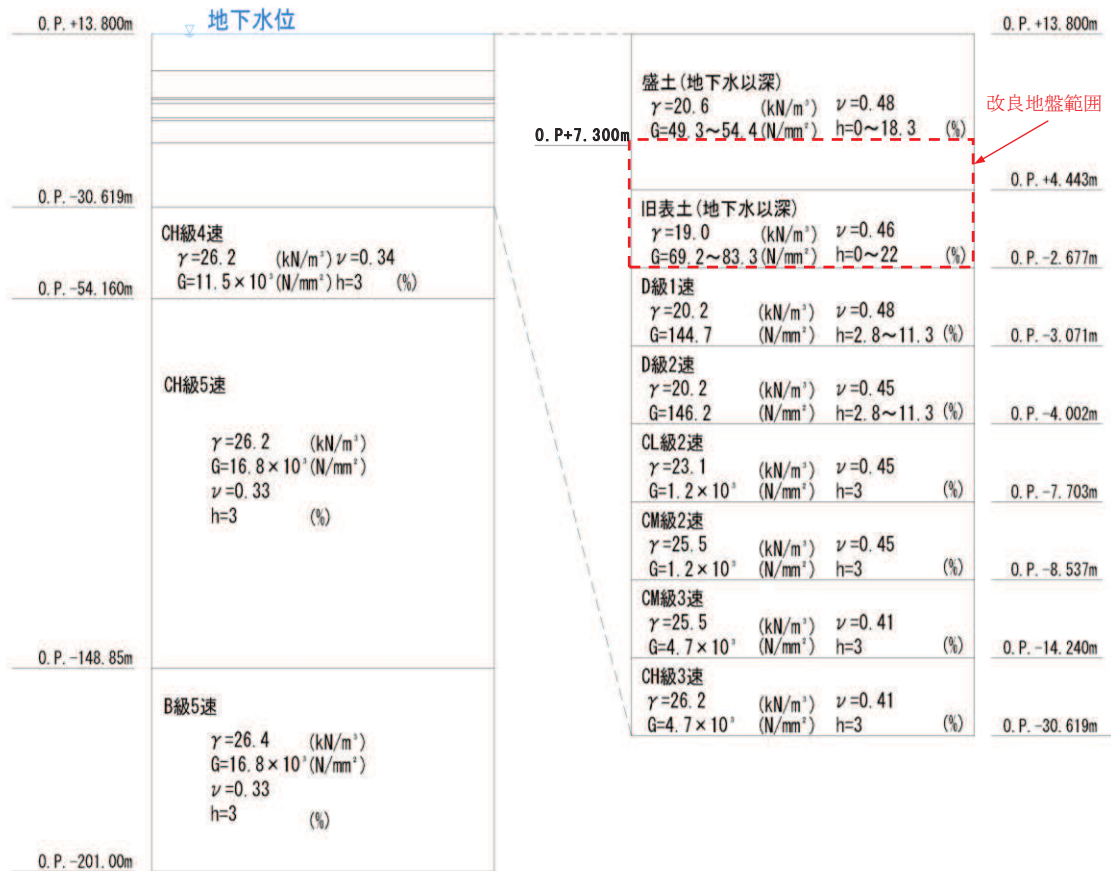 O.P.+13.800m
地下水位
O.P.-30.619m
CH級4速
γ=26.2 (kN/m³) ν=0.34
G=11.5×10³(N/mm²) h=3 (%)
O.P.-54.160m
CH級5速
γ=26.2 (kN/m³)
G=16.8×10³(N/mm²)
ν=0.33
h=3 (%)
O.P.-148.85m
B級5速
γ=26.4 (kN/m³)
G=16.8×10³(N/mm²)
ν=0.33
h=3 (%)
O.P.-201.00m
O.P.+13.800m
盛土(地下水以深)
γ=20.6 (kN/m³) ν=0.48
G=49.3～54.4(N/mm²) h=0～18.3 (%)
改良地盤範囲
O.P+7.300m
O.P.+4.443m
旧表土(地下水以深)
γ=19.0 (kN/m³) ν=0.46
G=69.2～83.3(N/mm²) h=0～22 (%)
O.P.-2.677m
D級1速
γ=20.2 (kN/m³) ν=0.48
G=144.7 (N/mm²) h=2.8～11.3 (%)
O.P.-3.071m
D級2速
γ=20.2 (kN/m³) ν=0.45
G=146.2 (N/mm²) h=2.8～11.3 (%)
O.P.-4.002m
CL級2速
γ=23.1 (kN/m³) ν=0.45
G=1.2×10³ (N/mm²) h=3 (%)
O.P.-7.703m
CM級2速
γ=25.5 (kN/m³) ν=0.45
G=1.2×10³ (N/mm²) h=3 (%)
O.P.-8.537m
CM級3速
γ=25.5 (kN/m³) ν=0.41
G=4.7×10³ (N/mm²) h=3 (%)
O.P.-14.240m
CH級3速
γ=26.2 (kN/m³) ν=0.41
G=4.7×10³ (N/mm²) h=3 (%)
O.P.-30.619m